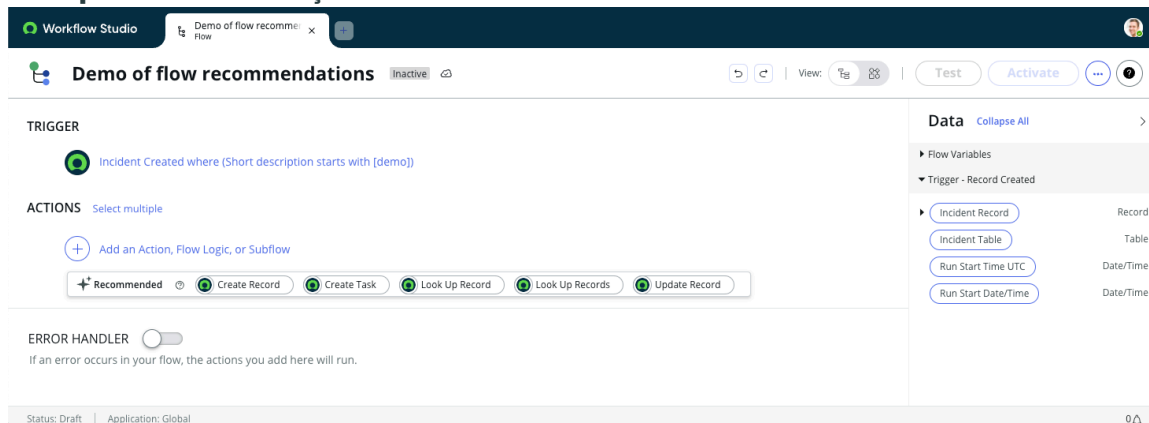 Workflow Studio
Demo of flow recommer
Flow
Demo of flow recommendations
Inactive
View:
Test
Activate
TRIGGER
Incident Created where (Short description starts with [demo])
ACTIONS Select multiple
Add an Action, Flow Logic, or Subflow
Recommended Create Record Create Task Look Up Record Look Up Records Update Record
ERROR HANDLER
If an error occurs in your flow, the actions you add here will run.
Data Collapse All
Flow Variables
Trigger - Record Created
Incident Record Record
Incident Table Table
Run Start Time UTC Date/Time
Run Start Date/Time Date/Time
Status: Draft | Application: Global
0